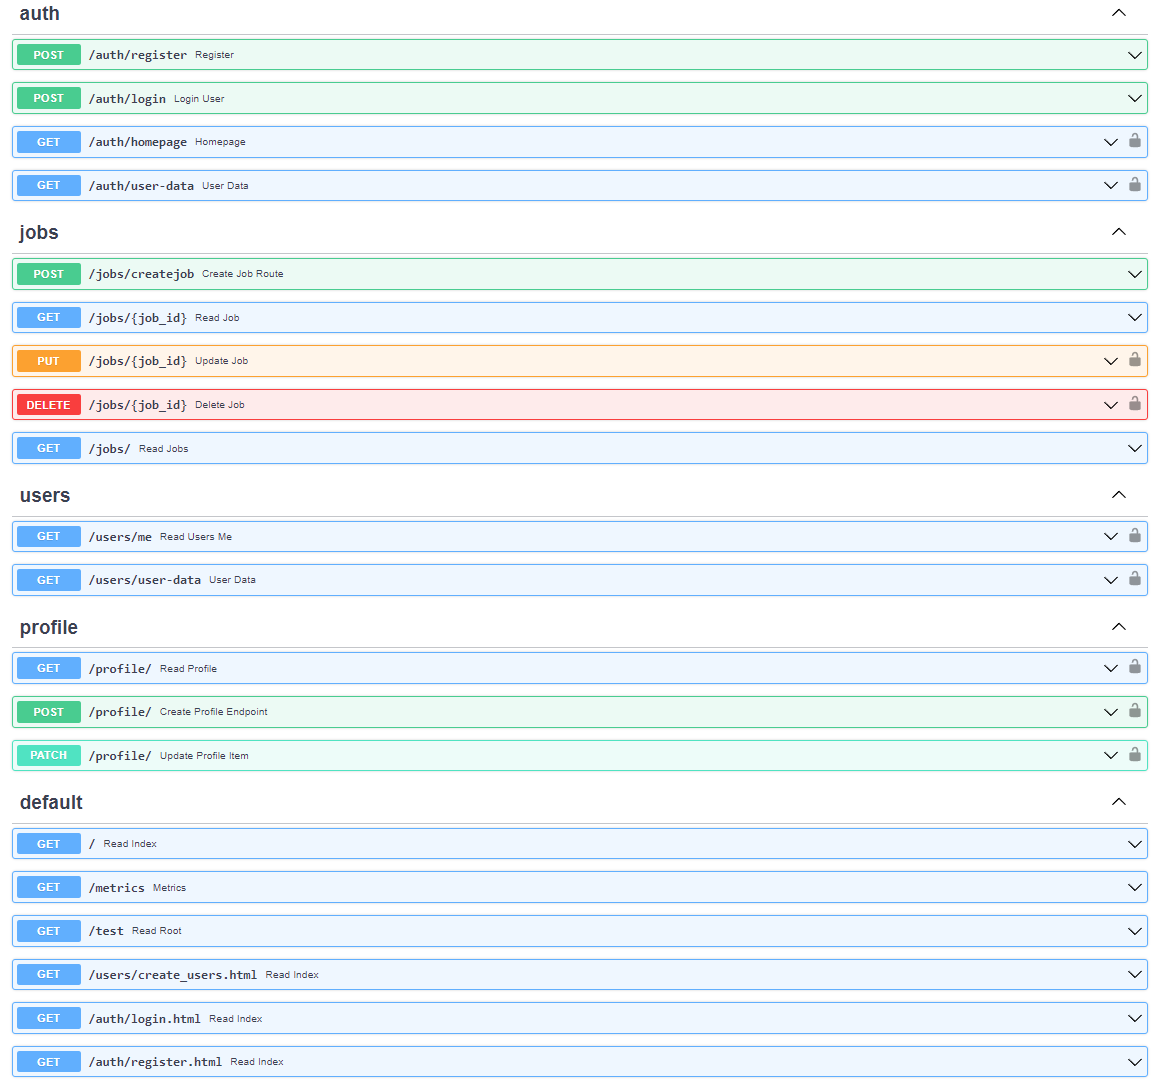 auth
POST /auth/register Register
POST /auth/login Login User
GET /auth/homepage Homepage
GET /auth/user-data User Data
jobs
POST /jobs/createjob Create Job Route
GET /jobs/{job_id} Read Job
PUT /jobs/{job_id} Update Job
DELETE /jobs/{job_id} Delete Job
GET /jobs/ Read Jobs
users
GET /users/me Read Users Me
GET /users/user-data User Data
profile
GET /profile/ Read Profile
POST /profile/ Create Profile Endpoint
PATCH /profile/ Update Profile Item
default
GET / Read Index
GET /metrics Metrics
GET /test Read Root
GET /users/create_users.html Read Index
GET /auth/login.html Read Index
GET /auth/register.html Read Index